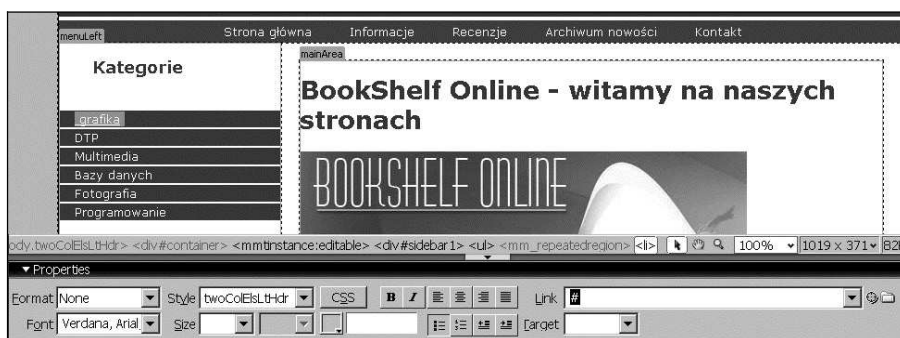 menuLeft
Strona główna Informacje Recenzje Archiwum nowości Kontakt
Kategorie
grafika
DTP
Multimedia
Bazy danych
Fotografia
Programowanie
mainArea
BookShelf Online - witamy na naszych
stronach
BOOKSHELF ONLINE
ody.twoColElsLtHdr> <div#container> <mmtinstance:editable> <div#sidebar1> <ul> <mm_repeatedregion> <li> 100% 1019 x 371 820
Properties
Format None Style twoColElsLtHdr CSS B I Link #
Font Verdana, Arial, Size Target